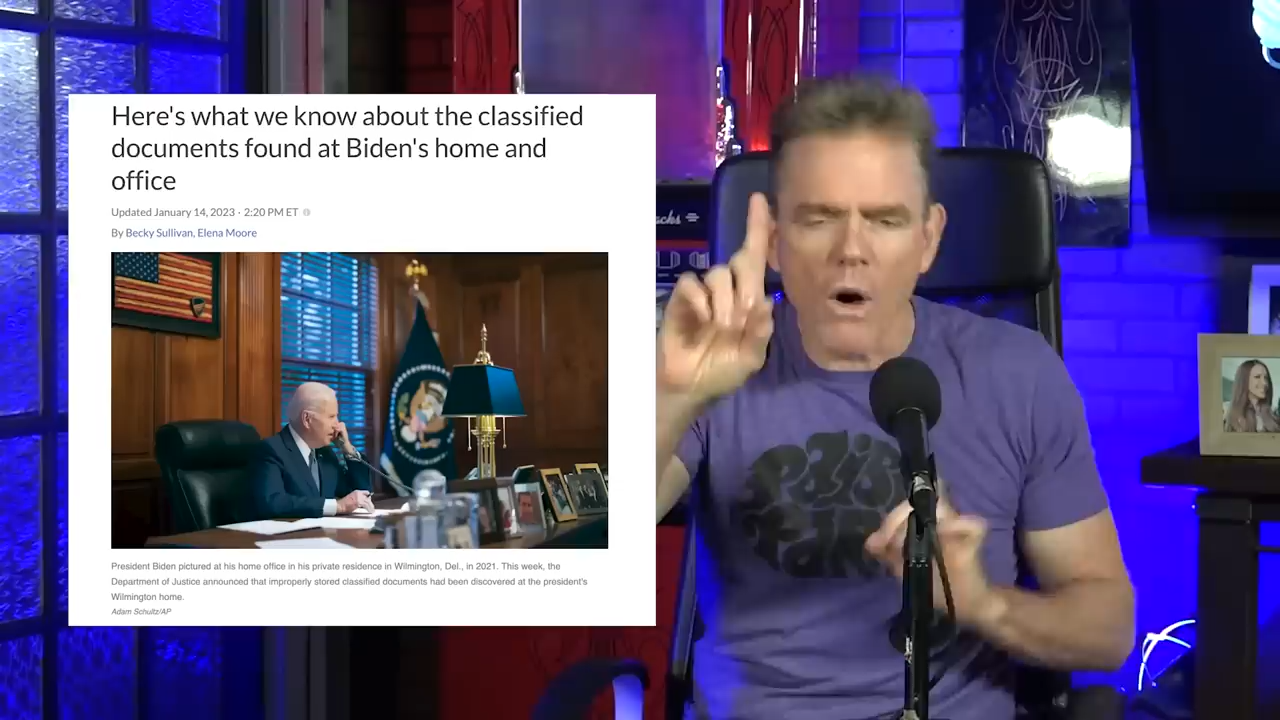 Here's what we know about the classified
documents found at Biden's home and
office
Updated January 14, 2023 · 2:20 PM ET
By Becky Sullivan, Elena Moore
President Biden pictured at his home office in his private residence in Wilmington, Del., in 2021. This week, the
Department of Justice announced that improperly stored classified documents had been discovered at the president's
Wilmington home.
Adam Schultz/AP